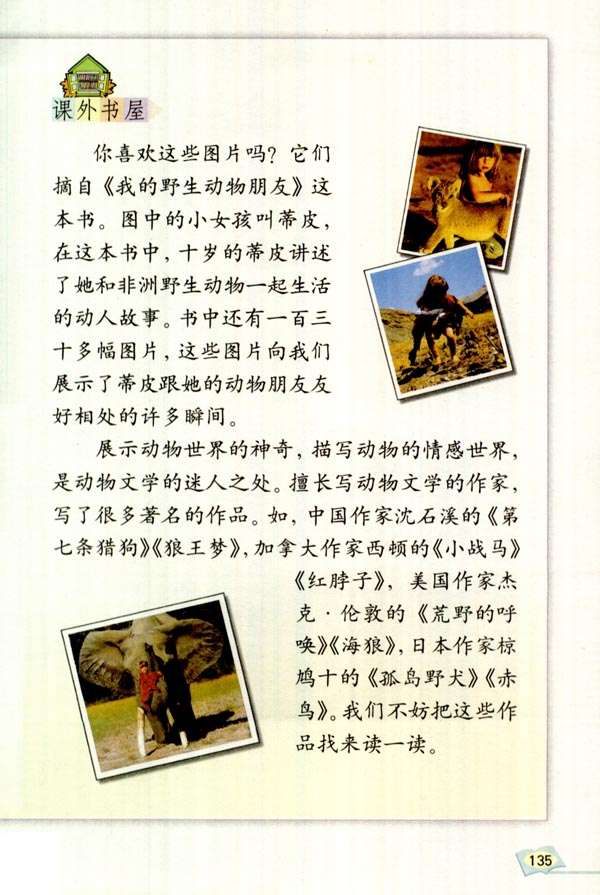 课外书屋
你喜欢这些图片吗？它们
摘自《我的野生动物朋友》这
本书。图中的小女孩叫蒂皮，
在这本书中，十岁的蒂皮讲述
了她和非洲野生动物一起生活
的动人故事。书中还有一百三
十多幅图片，这些图片向我们
展示了蒂皮跟她的动物朋友友
好相处的许多瞬间。
展示动物世界的神奇，描写动物的情感世界，
是动物文学的迷人之处。擅长写动物文学的作家，
写了很多著名的作品。如，中国作家沈石溪的《第
七条猎狗》《狼王梦》，加拿大作家西顿的《小战马》
《红脖子》，美国作家杰
克·伦敦的《荒野的呼
唤》《海狼》，日本作家椋
鸠十的《孤岛野犬》《赤
鸟》。我们不妨把这些作
品找来读一读。
135